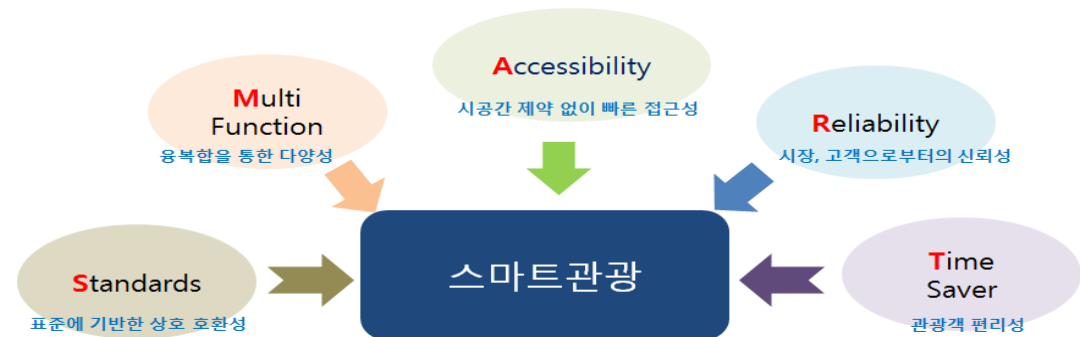 Accessibility
시공간 제약 없이 빠른 접근성
Multi
Function
융복합을 통한 다양성
Reliability
시장, 고객으로부터의 신뢰성
스마트관광
Standards
표준에 기반한 상호 호환성
Time
Saver
관광객 편리성